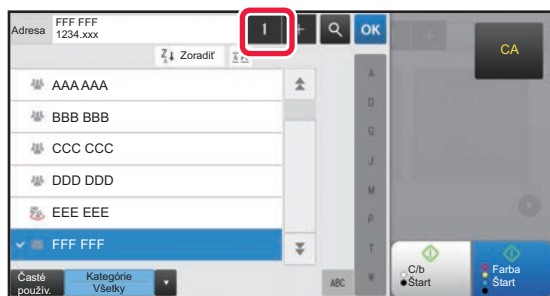 Adresa
FFF FFF
1234.xxx
1
+
OK
CA
Z
A
Zoradiť
AAA AAA
BBB BBB
CCC CCC
DDD DDD
EEE EEE
FFF FFF
A
D
G
J
M
P
T
W
ABC
Časté
použív.
Kategórie
Všetky
C/b
Štart
Farba
Štart